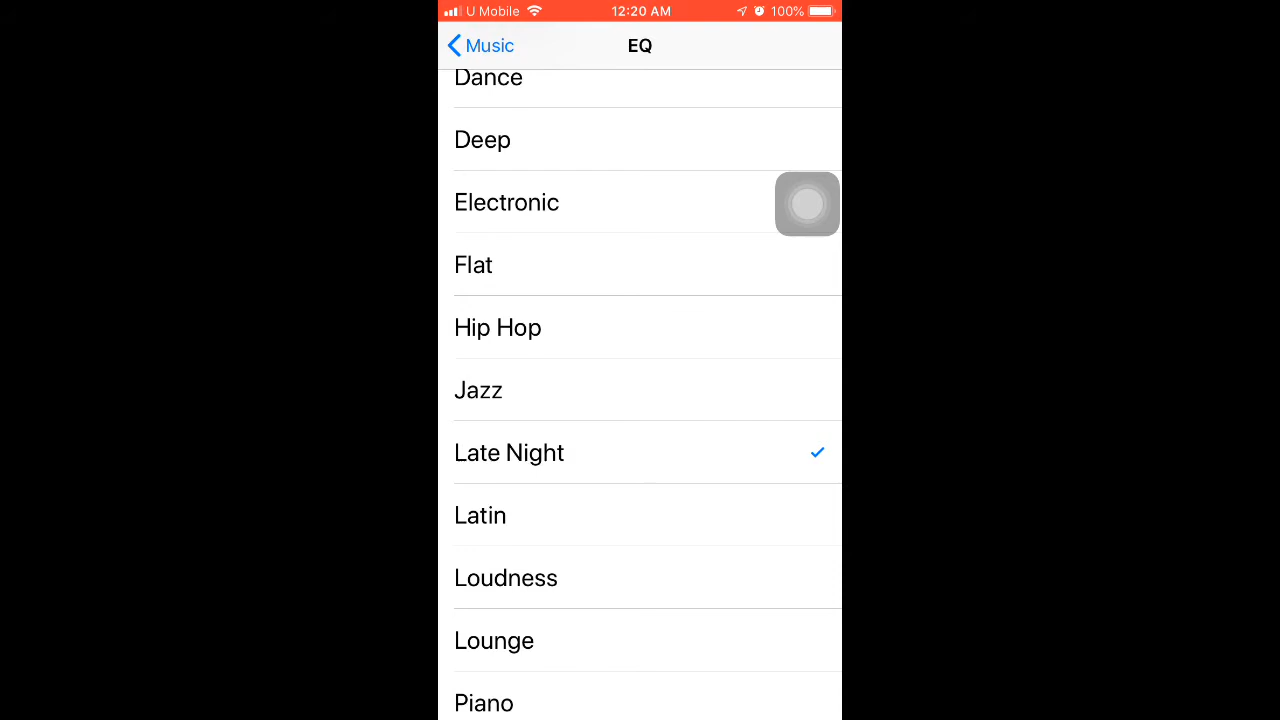 U Mobile 12:20 AM 100%
Music EQ
Dance
Deep
Electronic
Flat
Hip Hop
Jazz
Late Night
Latin
Loudness
Lounge
Piano